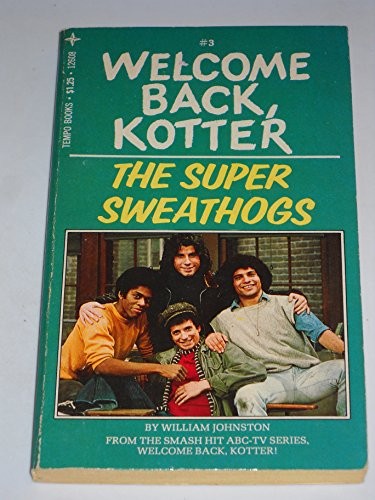 #3
WELCOME
BACK,
KOTTER
THE SUPER
SWEATHOGS
TEMPO BOOKS • $1.25 • 12608
BY WILLIAM JOHNSTON
FROM THE SMASH HIT ABC-TV SERIES,
WELCOME BACK, KOTTER!